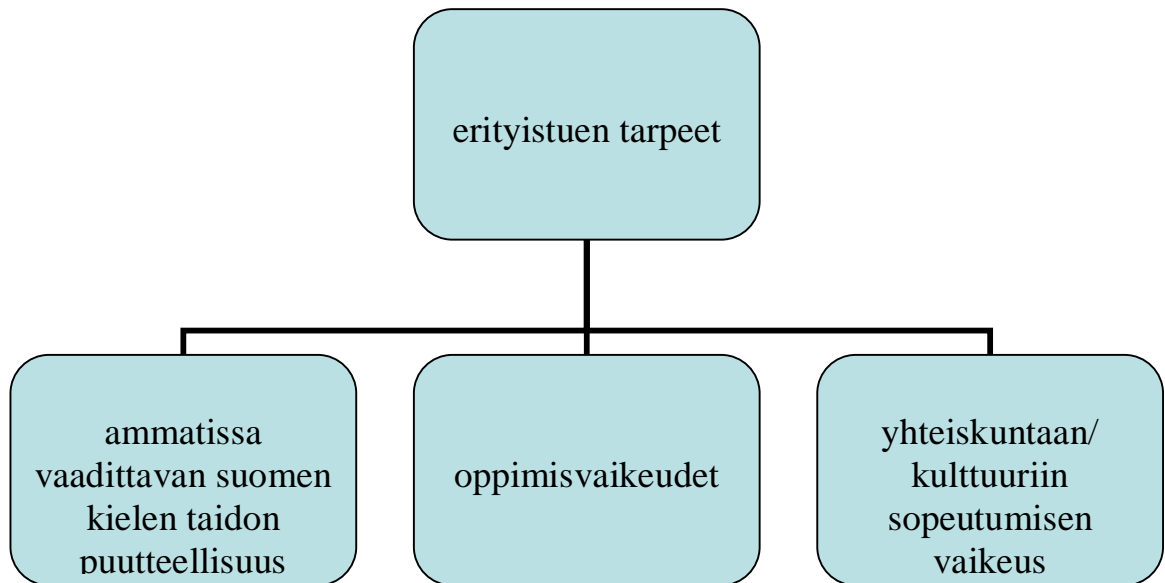 erityistuen tarpeet
ammatissa
vaadittavan suomen
kielen taidon
puutteellisuus
oppimisvaikeudet
yhteiskuntaan/
kulttuuriin
sopeutumisen
vaikeus